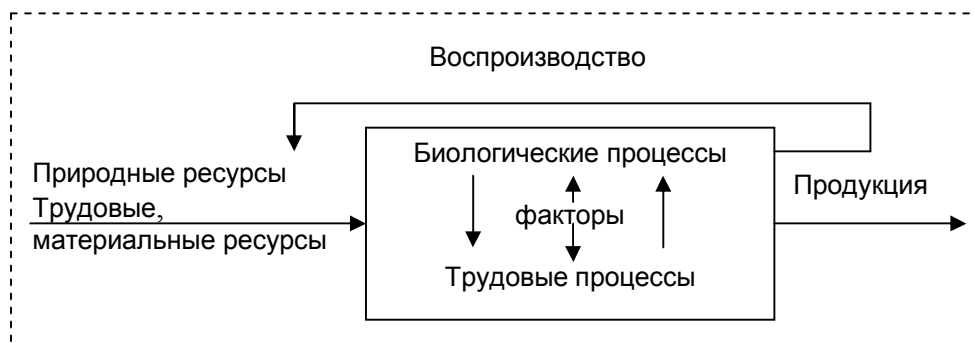 Воспроизводство
Биологические процессы
Природные ресурсы
Трудовые,
материальные ресурсы
факторы
Трудовые процессы
Продукция